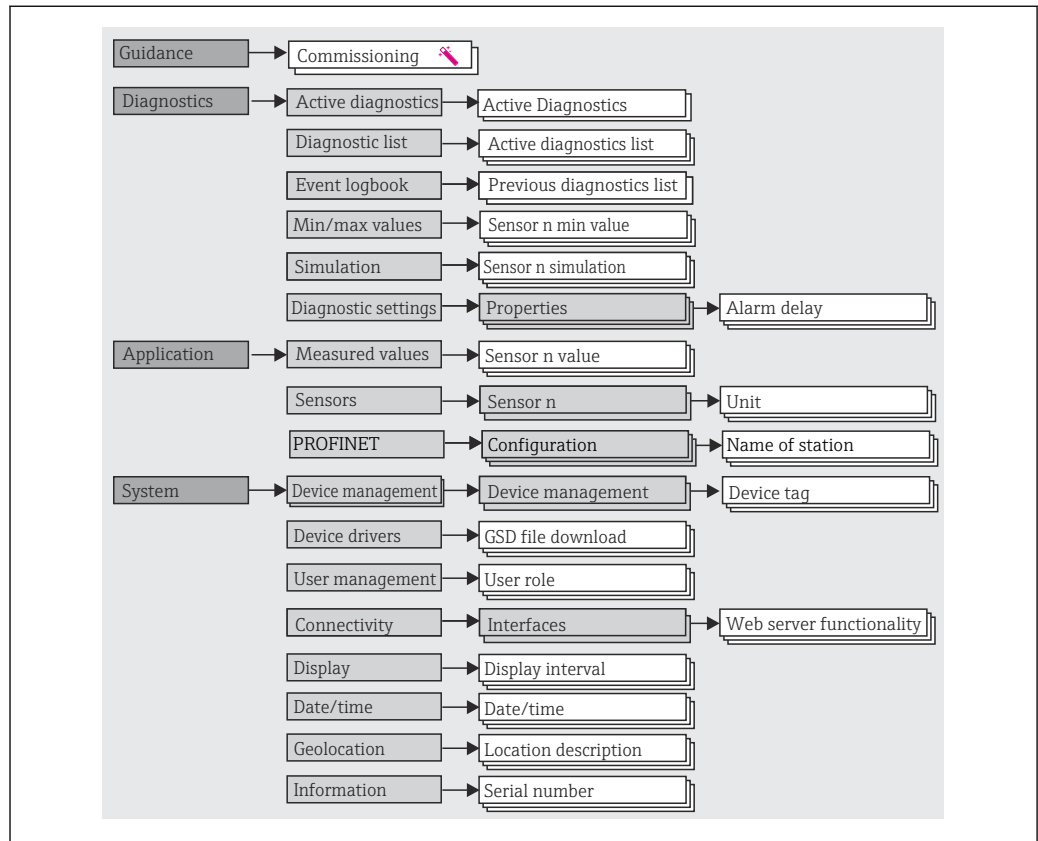 Guidance
Commissioning
Diagnostics
Active diagnostics
Active Diagnostics
Diagnostic list
Active diagnostics list
Event logbook
Previous diagnostics list
Min/max values
Sensor n min value
Simulation
Sensor n simulation
Diagnostic settings
Properties
Alarm delay
Application
Measured values
Sensor n value
Sensors
Sensor n
Unit
PROFINET
Configuration
Name of station
System
Device management
Device management
Device tag
Device drivers
GSD file download
User management
User role
Connectivity
Interfaces
Web server functionality
Display
Display interval
Date/time
Date/time
Geolocation
Location description
Information
Serial number